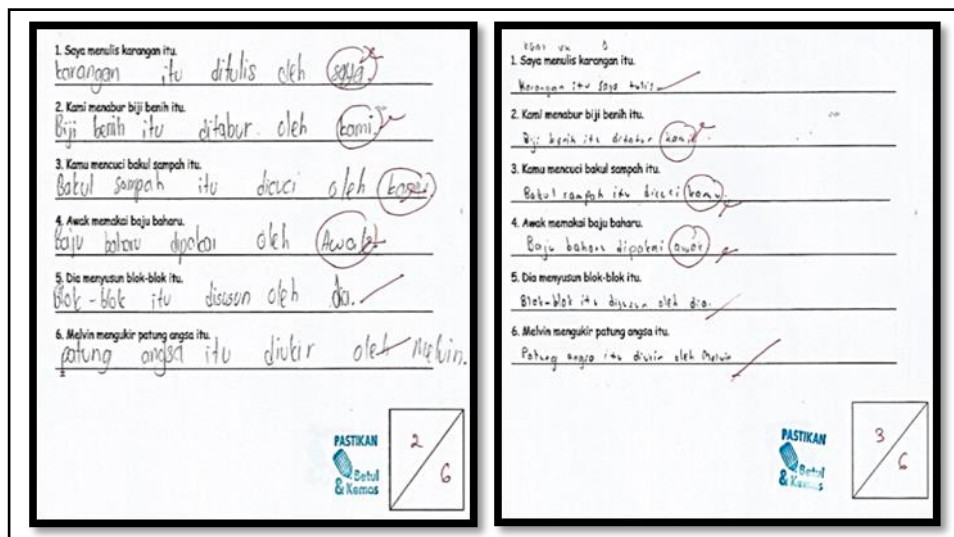 1. Saya menulis karangan itu.
karangan itu ditulis oleh saya.
2. Kami menabur biji benih itu.
Biji benih itu ditabur oleh kami.
3. Kamu mencuci bakul sampah itu.
Bakul sampah itu dicuci oleh kamu.
4. Awak memakai baju baharu.
Baju baharu dipakai oleh Awak.
5. Dia menyusun blok-blok itu.
Blok-blok itu disusun oleh dia.
6. Melvin mengukir patung angsa itu.
patung angsa itu diukir oleh Melvin.
PASTIKAN
Betul
& Kemas
2
6
1. Saya menulis karangan itu.
Karangan itu saya tulis.
2. Kami menabur biji benih itu.
Biji benih itu ditabur kami.
3. Kamu mencuci bakul sampah itu.
Bakul sampah itu dicuci kamu.
4. Awak memakai baju baharu.
Baju baharu dipakai awak
5. Dia menyusun blok-blok itu.
Blok-blok itu disusun oleh dia.
6. Melvin mengukir patung angsa itu.
Patung angsa itu diukir oleh Melvin
PASTIKAN
Betul
& Kemas
3
6